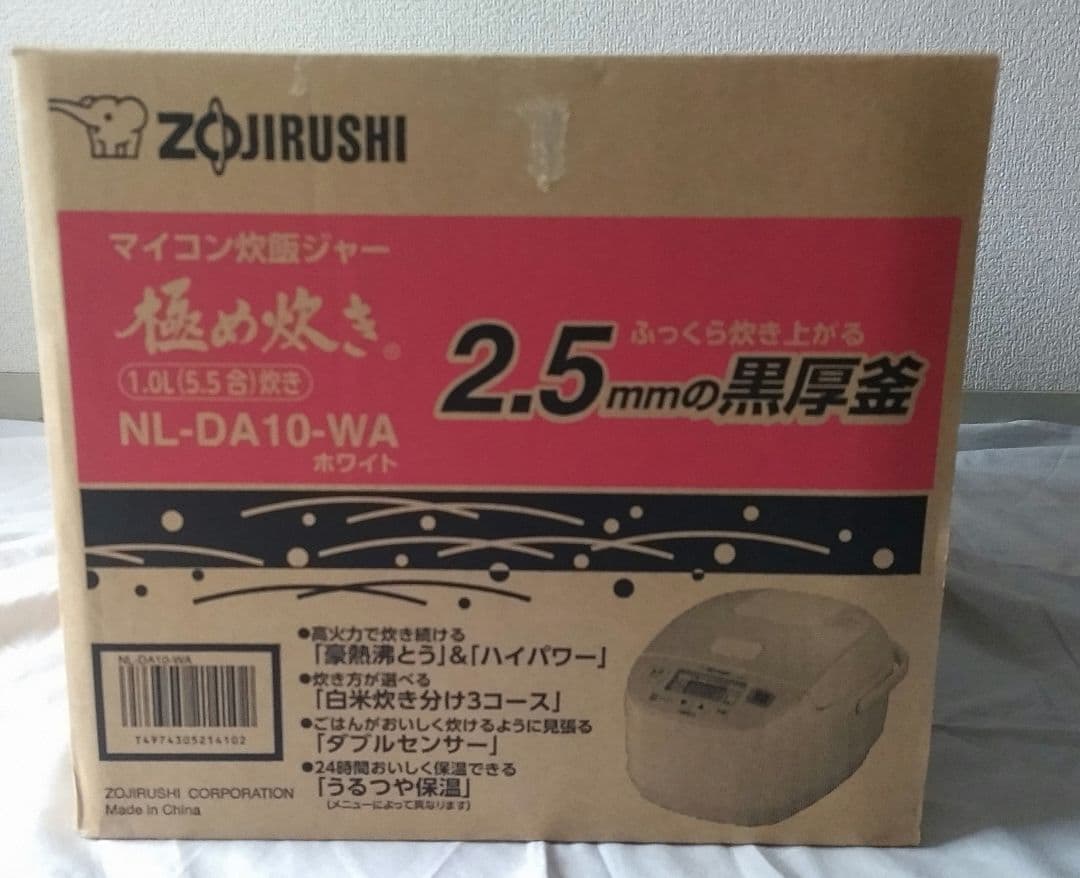 ZOJIRUSHI
マイコン炊飯ジャー
極め炊き®
1.0L(5.5合)炊き
NL-DA10-WA
ホワイト
ふっくら炊き上がる
2.5mmの黒厚釜
NL-DA10-WA
T4974305214102
ZOJIRUSHI CORPORATION
Made in China
●高火力で炊き続ける
「豪熱沸とう」&「ハイパワー」
●炊き方が選べる
「白米炊き分け3コース」
●ごはんがおいしく炊けるように見張る
「ダブルセンサー」
●24時間おいしく保温できる
「うるつや保温」
(メニューによって異なります)